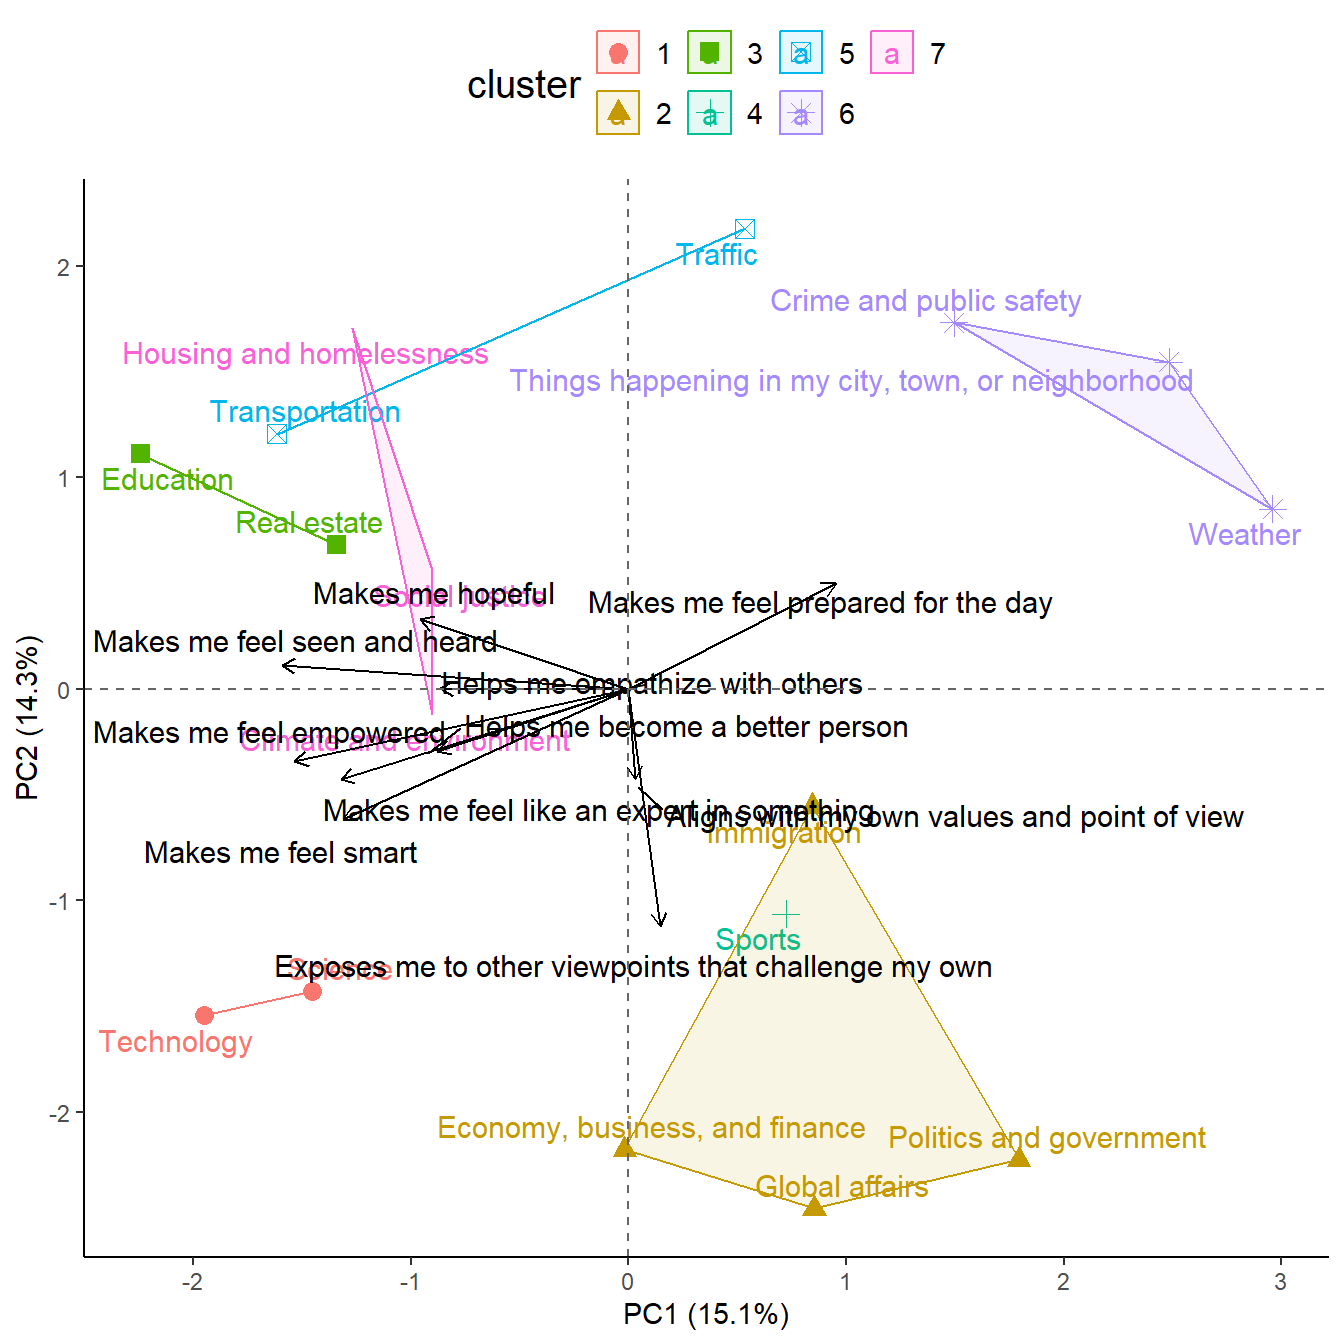 cluster
a 1 a 3 a 5 a 7
a 2 a 4 a 6
Traffic
Crime and public safety
Housing and homelessness
Things happening in my city, town, or neighborhood
Transportation
Education
Real estate
Weather
Makes me hopeful
Social justice
Makes me feel prepared for the day
Makes me feel seen and heard
Helps me empathize with others
Helps me become a better person
Makes me feel empowered
Climate and environment
Makes me feel like an expert in something
Aligns with my own values and point of view
Immigration
Makes me feel smart
Sports
Exposes me to other viewpoints that challenge my own
Science
Technology
Economy, business, and finance
Politics and government
Global affairs
2
1
0
-1
-2
PC2 (14.3%)
-2 -1 0 1 2 3
PC1 (15.1%)